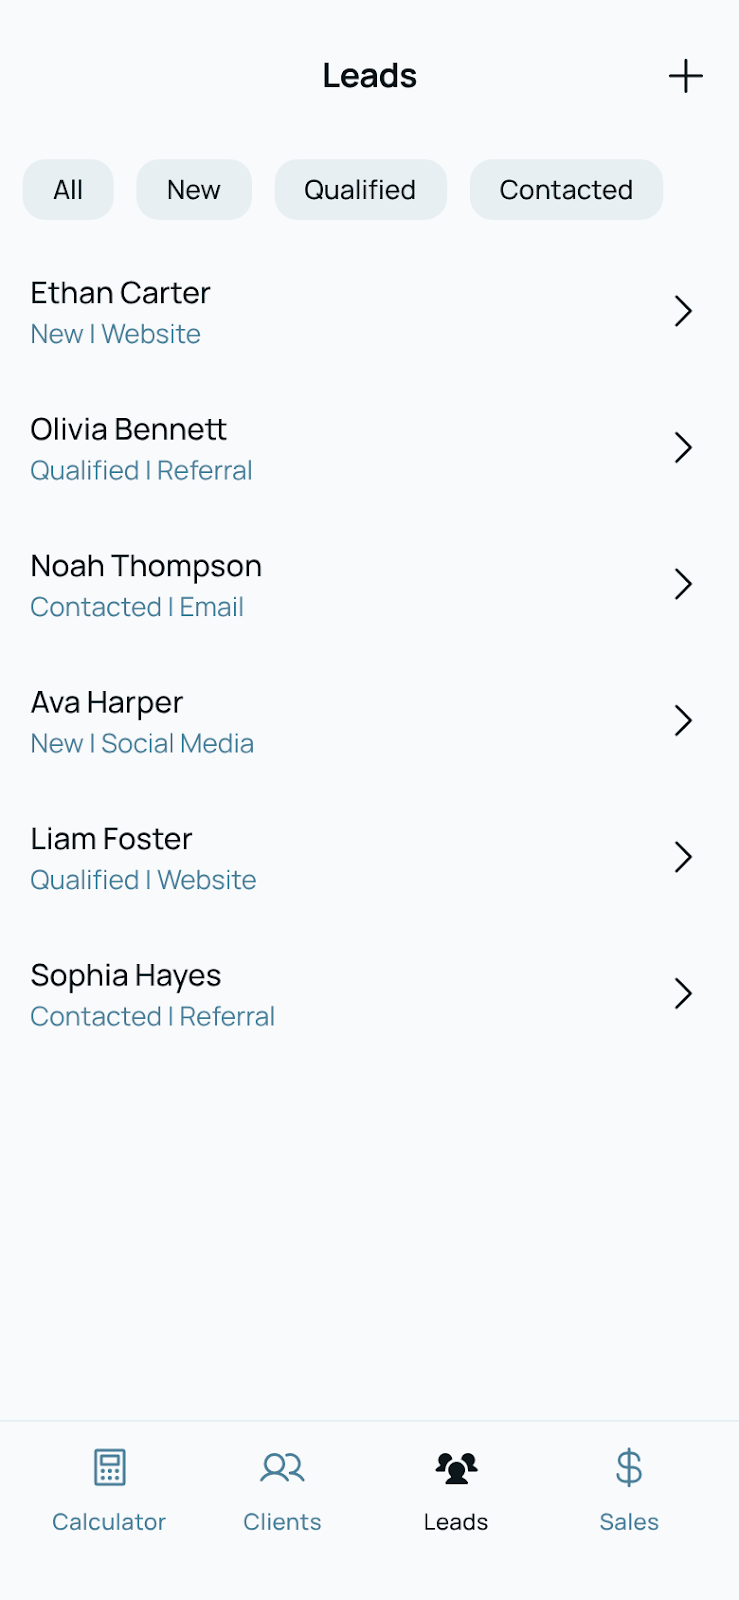 Leads
All
New
Qualified
Contacted
Ethan Carter
New | Website
Olivia Bennett
Qualified | Referral
Noah Thompson
Contacted | Email
Ava Harper
New | Social Media
Liam Foster
Qualified | Website
Sophia Hayes
Contacted | Referral
Calculator
Clients
Leads
Sales